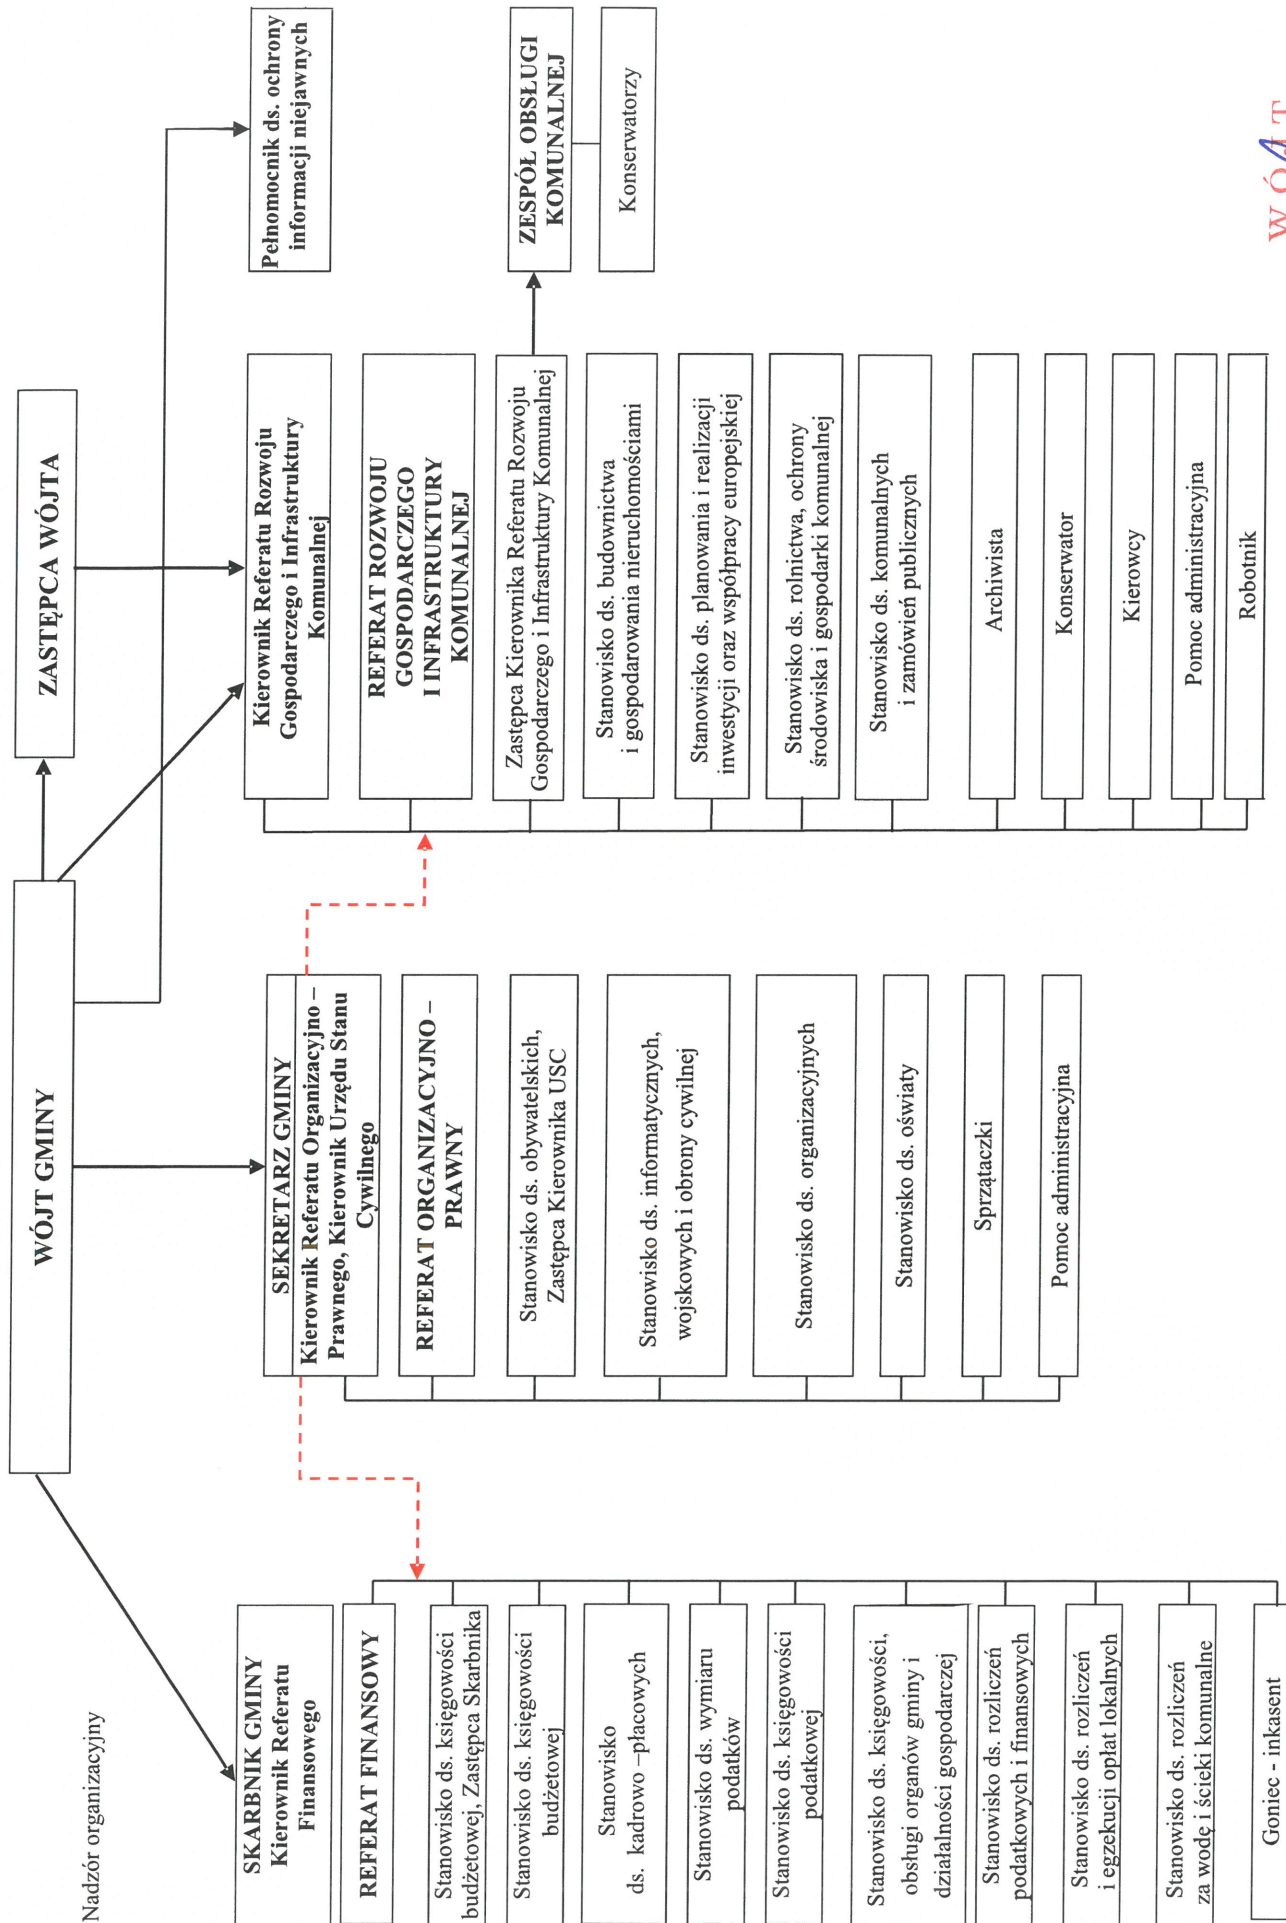 Nadzór organizacyjny
WÓJT GMINY
ZASTĘPCA WÓJTA
SKARBNIK GMINY
Kierownik Referatu
Finansowego
REFERAT FINANSOWY
Stanowisko ds. księgowości
budżetowej, Zastępca Skarbnika
Stanowisko ds. księgowości
budżetowej
Stanowisko
ds. kadrowo –płacowych
Stanowisko ds. wymiaru
podatków
Stanowisko ds. księgowości
podatkowej
Stanowisko ds. księgowości,
obsługi organów gminy i
działalności gospodarczej
Stanowisko ds. rozliczeń
podatkowych i finansowych
Stanowisko ds. rozliczeń
i egzekucji opłat lokalnych
Stanowisko ds. rozliczeń
za wodę i ścieki komunalne
Goniec - inkasent
SEKRETARZ GMINY
Kierownik Referatu Organizacyjno –
Prawnego, Kierownik Urzędu Stanu
Cywilnego
REFERAT ORGANIZACYJNO –
PRAWNY
Stanowisko ds. obywatelskich,
Zastępca Kierownika USC
Stanowisko ds. informatycznych,
wojskowych i obrony cywilnej
Stanowisko ds. organizacyjnych
Stanowisko ds. oświaty
Sprzątaczki
Pomoc administracyjna
Kierownik Referatu Rozwoju
Gospodarczego i Infrastruktury
Komunalnej
REFERAT ROZWOJU
GOSPODARCZEGO
I INFRASTRUKTURY
KOMUNALNEJ
Zastępca Kierownika Referatu Rozwoju
Gospodarczego i Infrastruktury Komunalnej
Stanowisko ds. budownictwa
i gospodarowania nieruchomościami
Stanowisko ds. planowania i realizacji
inwestycji oraz współpracy europejskiej
Stanowisko ds. rolnictwa, ochrony
środowiska i gospodarki komunalnej
Stanowisko ds. komunalnych
i zamówień publicznych
Archiwista
Konserwator
Kierowcy
Pomoc administracyjna
Robotnik
Pełnomocnik ds. ochrony
informacji niejawnych
ZESPÓŁ OBSŁUGI
KOMUNALNEJ
Konserwatorzy
WÓJT